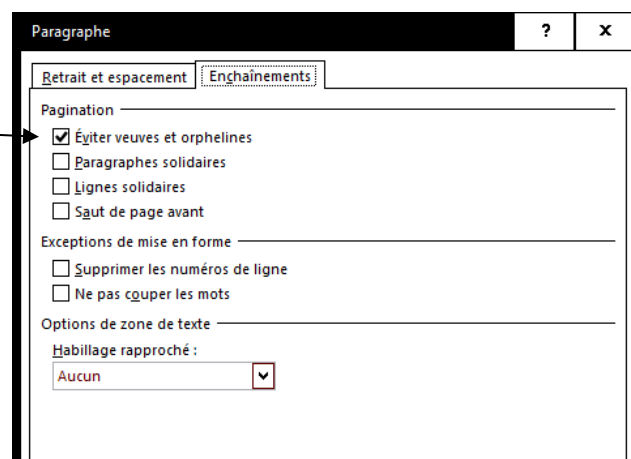 Paragraphe ? x
Retrait et espacement Enchaînements
Pagination
Éviter veuves et orphelines
Paragraphes solidaires
Lignes solidaires
Saut de page avant
Exceptions de mise en forme
Supprimer les numéros de ligne
Ne pas couper les mots
Options de zone de texte
Habillage rapproché :
Aucun